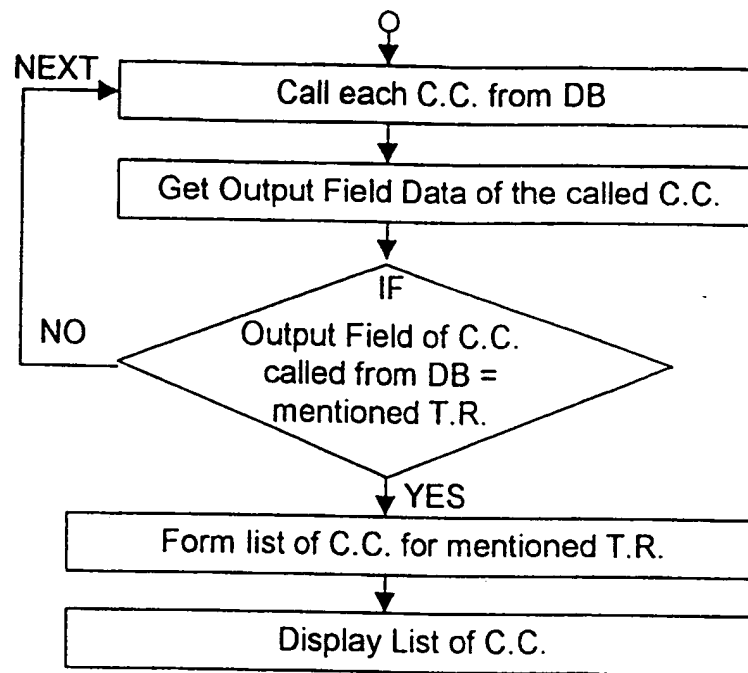 NEXT
Call each C.C. from DB
Get Output Field Data of the called C.C.
IF
Output Field of C.C.
called from DB =
mentioned T.R.
NO
YES
Form list of C.C. for mentioned T.R.
Display List of C.C.